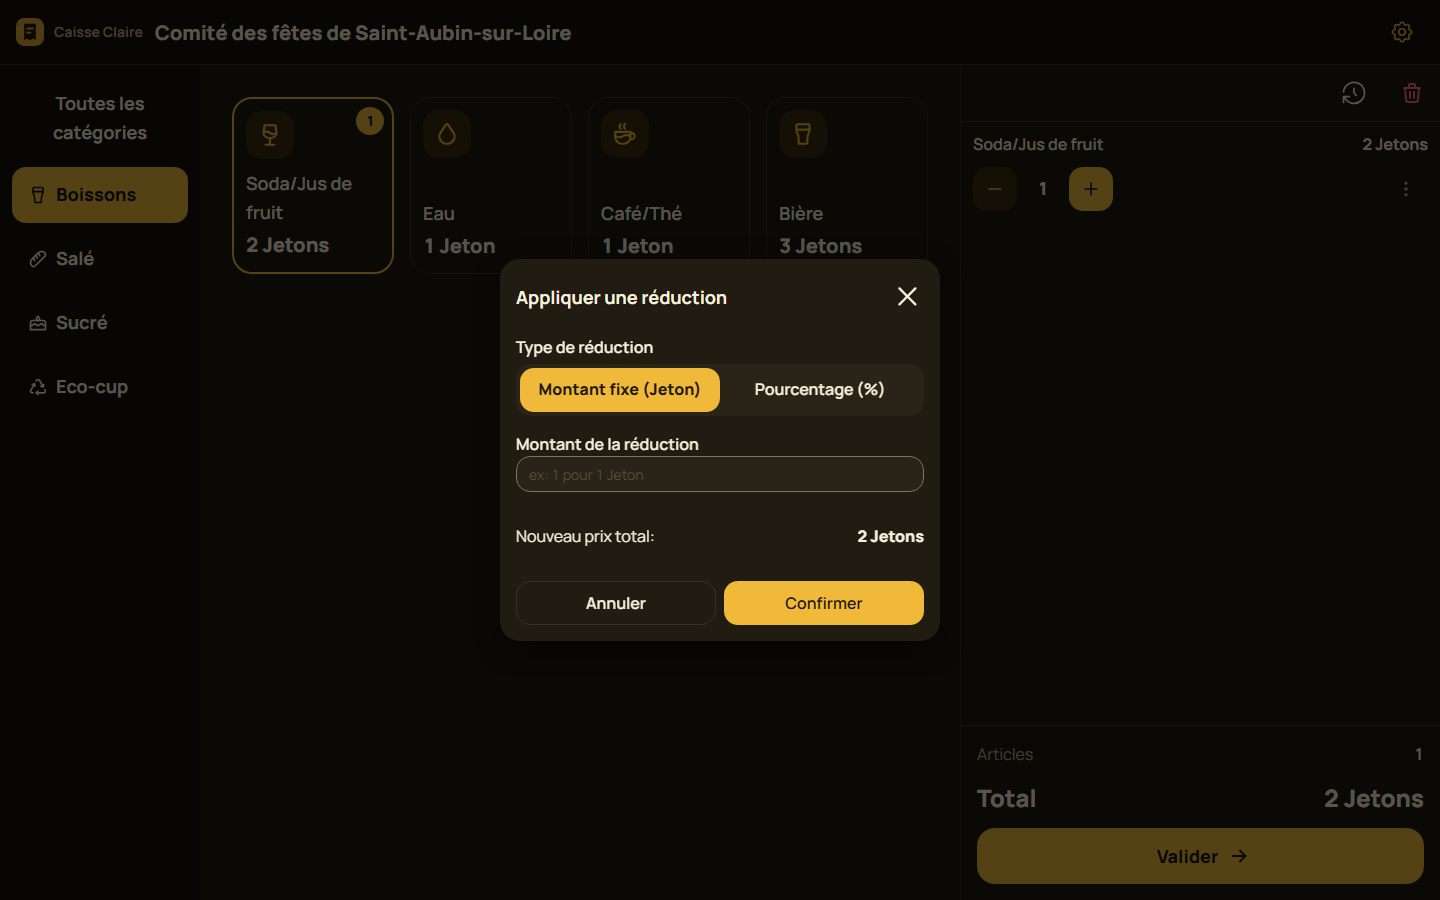 Caisse Claire Comité des fêtes de Saint-Aubin-sur-Loire
Toutes les
catégories
Boissons
Salé
Sucré
Eco-cup
1
Soda/Jus de
fruit
2 Jetons
Eau
1 Jeton
Café/Thé
1 Jeton
Bière
3 Jetons
Appliquer une réduction
Type de réduction
Montant fixe (Jeton) Pourcentage (%)
Montant de la réduction
ex: 1 pour 1 Jeton
Nouveau prix total: 2 Jetons
Annuler Confirmer
Soda/Jus de fruit 2 Jetons
1
Articles 1
Total 2 Jetons
Valider